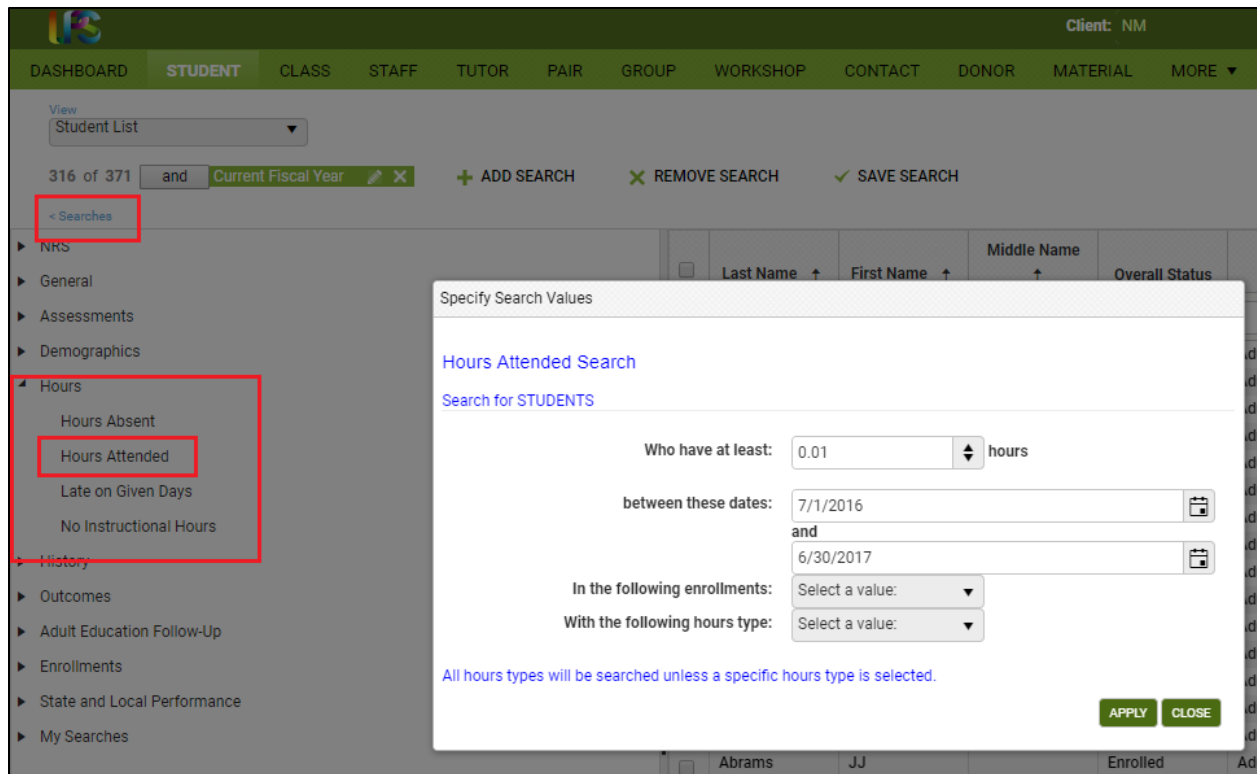 Client: NM
DASHBOARD STUDENT CLASS STAFF TUTOR PAIR GROUP WORKSHOP CONTACT DONOR MATERIAL MORE
View
Student List
316 of 371 and Current Fiscal Year ADD SEARCH REMOVE SEARCH SAVE SEARCH
< Searches
NRS
General
Assessments
Demographics
Hours
Hours Absent
Hours Attended
Late on Given Days
No Instructional Hours
History
Outcomes
Adult Education Follow-Up
Enrollments
State and Local Performance
My Searches
Last Name First Name Middle Name Overall Status
Specify Search Values
Hours Attended Search
Search for STUDENTS
Who have at least: 0.01 hours
between these dates: 7/1/2016
and
6/30/2017
In the following enrollments: Select a value:
With the following hours type: Select a value:
All hours types will be searched unless a specific hours type is selected.
APPLY CLOSE
Abrams JJ Enrolled